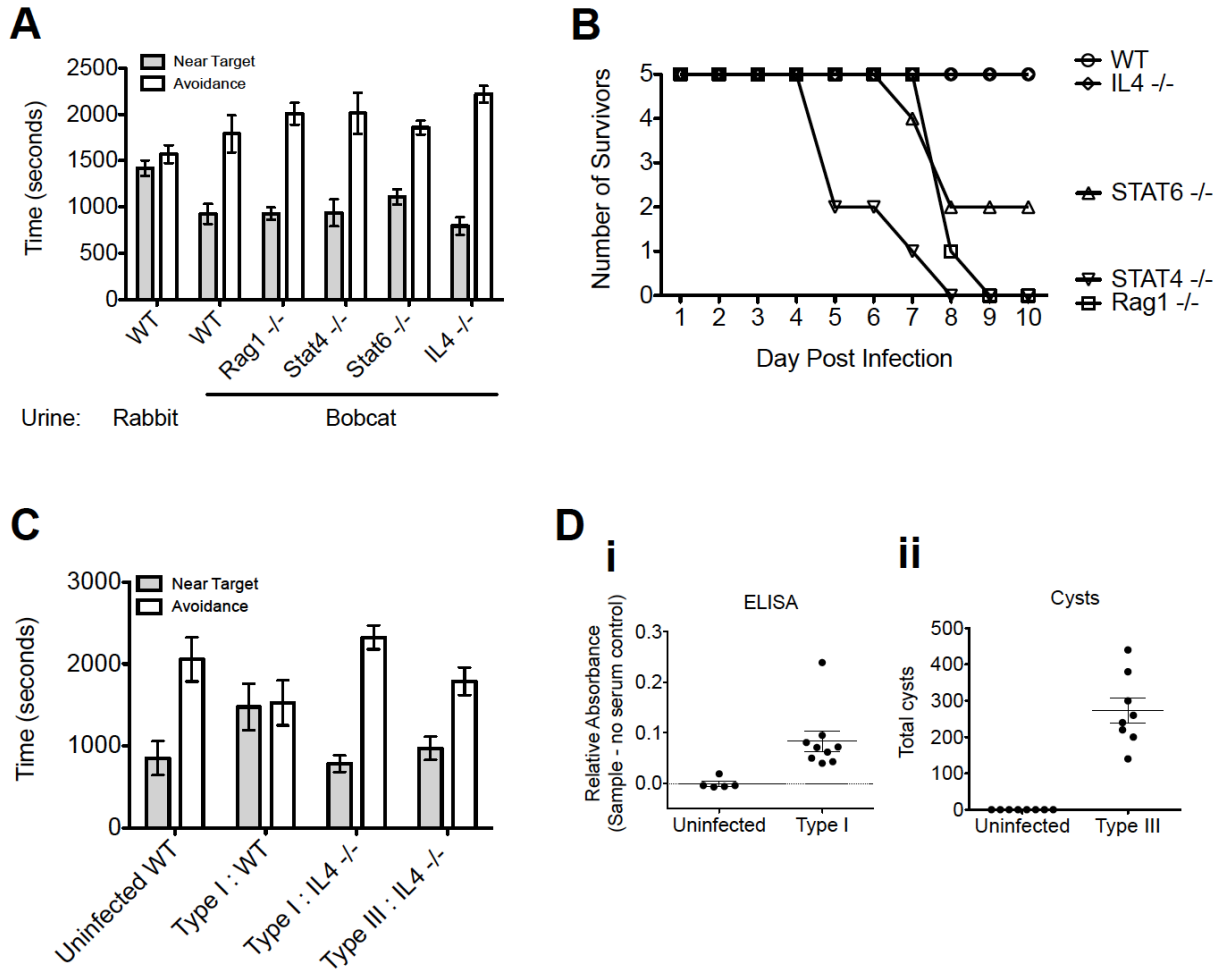 A
Near Target
Avoidance
Time (seconds)
2500
2000
1500
1000
500
0
WT
WT
Rag1 -/-
Stat4 -/-
Stat6 -/-
IL4 -/-
Urine: Rabbit Bobcat
B
Number of Survivors
5
4
3
2
1
0
1 2 3 4 5 6 7 8 9 10
Day Post Infection
WT
IL4 -/-
STAT6 -/-
STAT4 -/-
Rag1 -/-
C
Near Target
Avoidance
Time (seconds)
3000
2000
1000
0
Uninfected WT
Type I : WT
Type I : IL4 -/-
Type III : IL4 -/-
D
i
ELISA
Relative Absorbance
(Sample - no serum control)
0.3
0.2
0.1
0.0
Uninfected Type I
ii
Cysts
Total cysts
500
400
300
200
100
0
Uninfected Type III